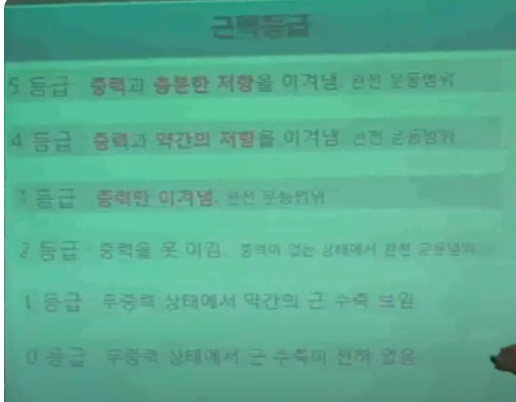 근력등급
5 등급 중력과 충분한 저항을 이겨냄. 완전 운동범위
4 등급 중력과 약간의 저항을 이겨냄. 완전 운동범위
3 등급 중력만 이겨냄. 완전 운동범위
2 등급 중력을 못 이김. 중력이 없는 상태에서 완전 운동범위
1 등급 무중력 상태에서 약간의 근 수축 보임
0 등급 무중력 상태에서 근 수축이 전혀 없음